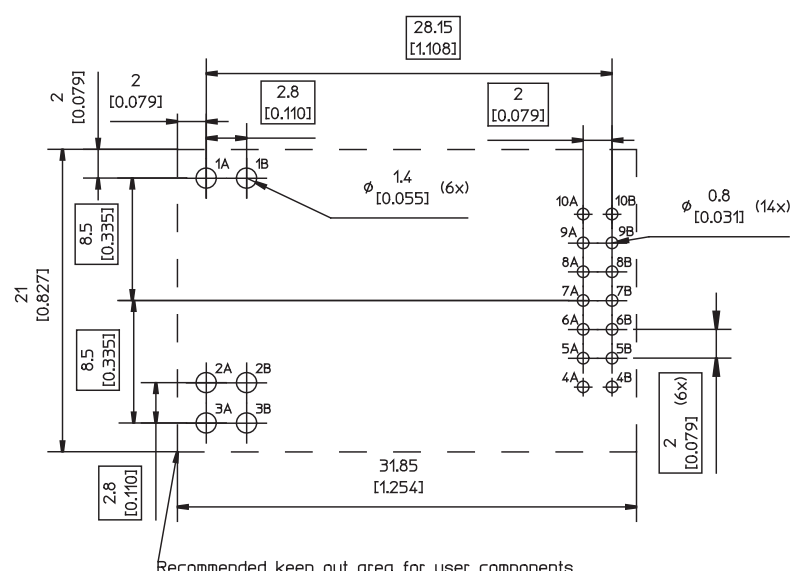 28.15
[1.108]
2
[0.079]
2
[0.079]
2.8
[0.110]
2
[0.079]
1A
1B
ø 1.4 (6x)
[0.055]
10A
10B
ø 0.8 (14x)
[0.031]
9A
9B
8.5
[0.335]
8A
8B
21
[0.827]
7A
7B
6A
6B
8.5
[0.335]
5A
5B
2A
2B
4A
4B
2 (6x)
[0.079]
3A
3B
2.8
[0.110]
31.85
[1.254]
Recommended keep out area for user components